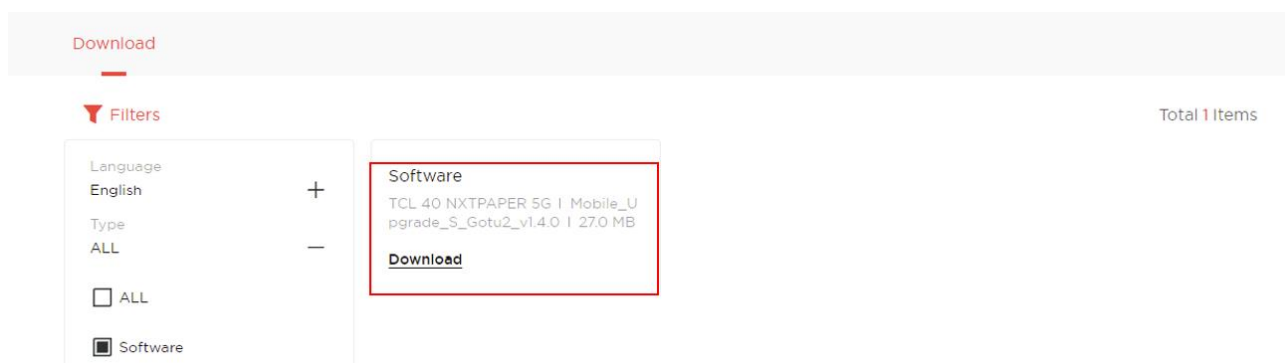 Download
Filters
Total 1 Items
Language
English
Type
ALL
ALL
Software
Software
TCL 40 NXTPAPER 5G I Mobile_U
pgrade_S_Gotu2_v1.4.0 I 27.0 MB
Download